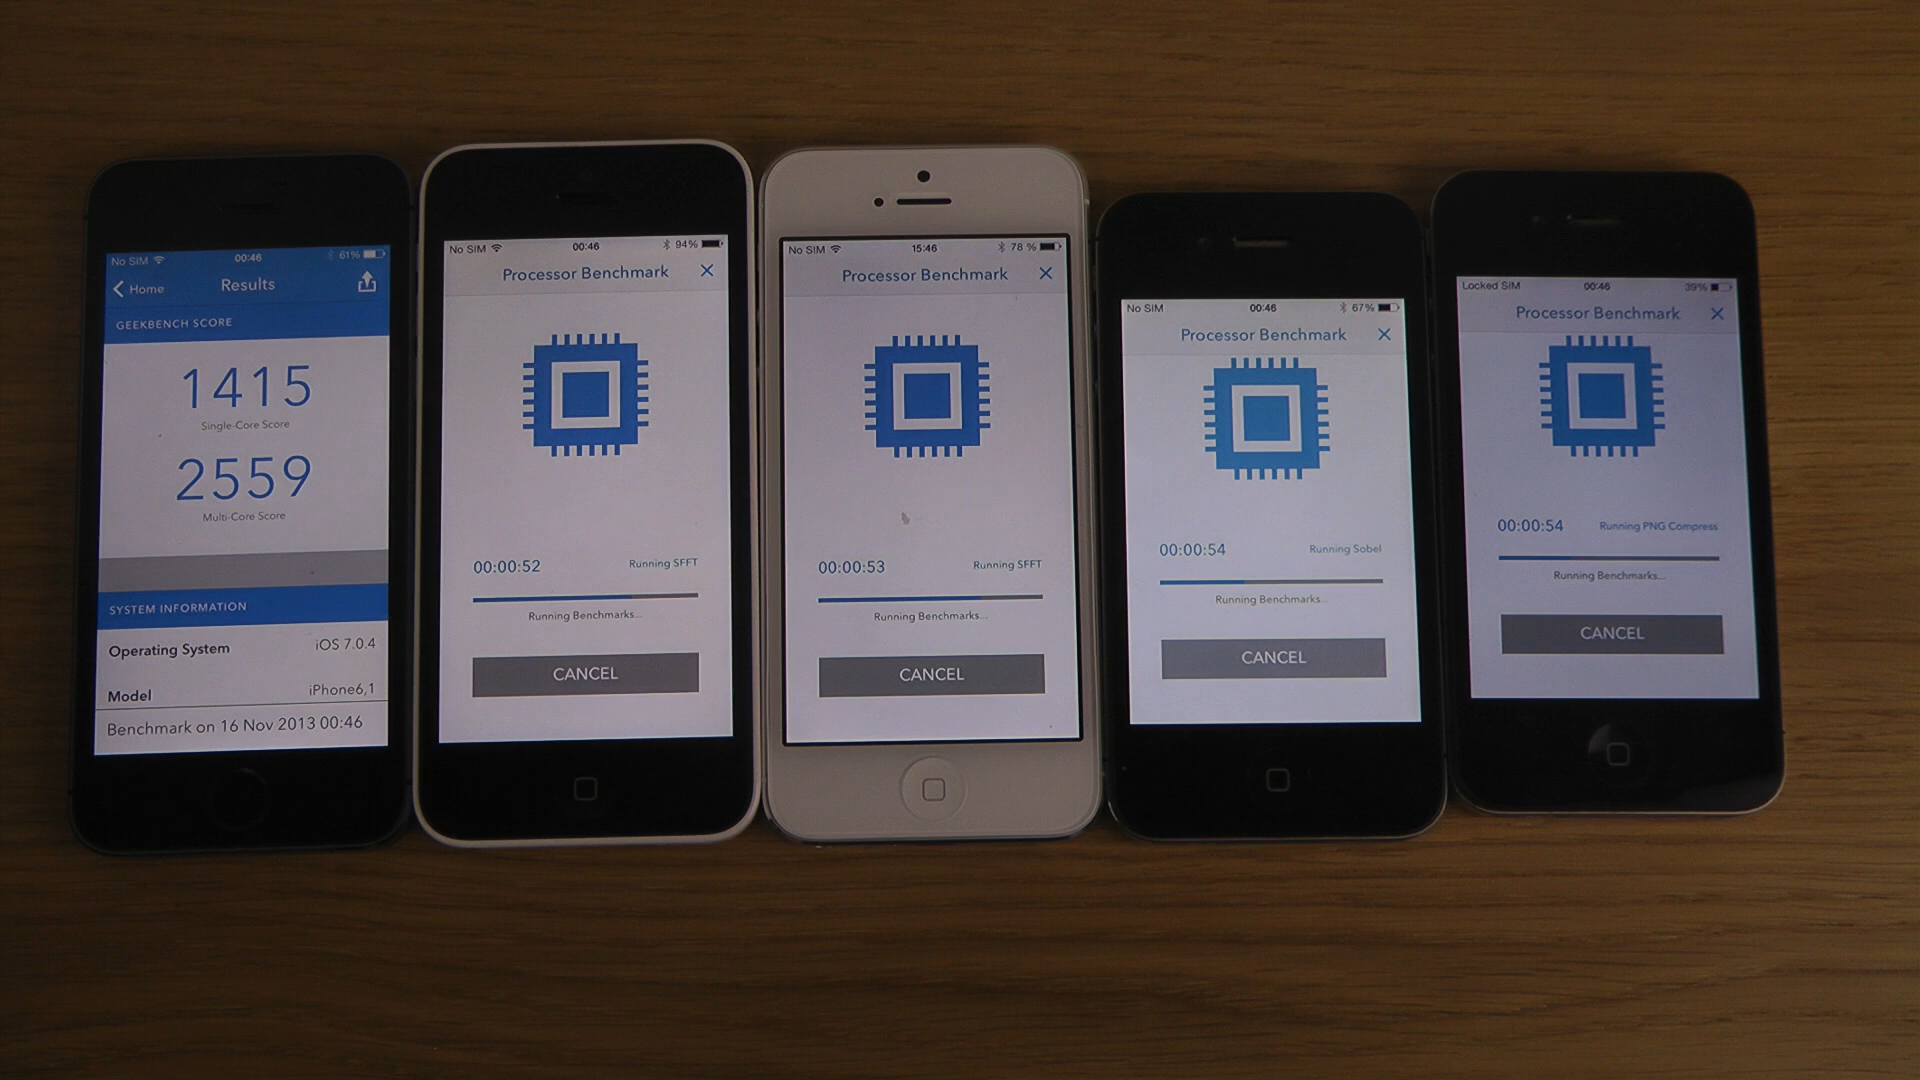 No SIM 00:46 61%
Home Results
GEEKBENCH SCORE
1415
Single-Core Score
2559
Multi-Core Score
SYSTEM INFORMATION
Operating System iOS 7.0.4
Model iPhone6,1
Benchmark on 16 Nov 2013 00:46
No SIM 00:46 94%
Processor Benchmark
00:00:52 Running SFFT
Running Benchmarks...
CANCEL
No SIM 15:46 78 %
Processor Benchmark
00:00:53 Running SFFT
Running Benchmarks...
CANCEL
No SIM 00:46 67%
Processor Benchmark
00:00:54 Running Sobel
Running Benchmarks...
CANCEL
Locked SIM 00:46 39%
Processor Benchmark
00:00:54 Running PNG Compress
Running Benchmarks...
CANCEL